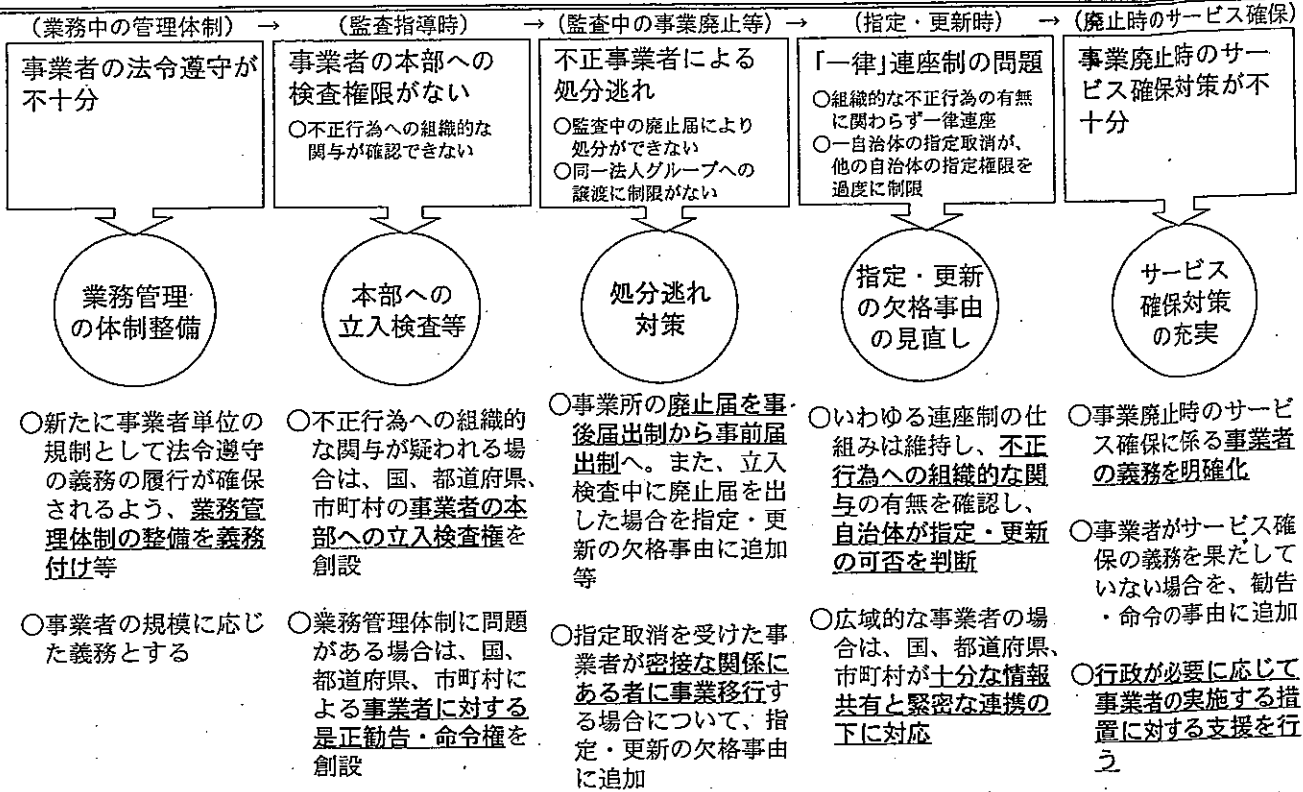 (業務中の管理体制) → (監査指導時) → (監査中の事業廃止等) → (指定・更新時) → (廃止時のサービス確保)
事業者の法令遵守が
不十分
事業者の本部への
検査権限がない
○不正行為への組織的な
関与が確認できない
不正事業者による
処分逃れ
○監査中の廃止届により
処分ができない
○同一法人グループへの
譲渡に制限がない
「一律」連座制の問題
○組織的な不正行為の有無
に関わらず一律連座
○一自治体の指定取消が、
他の自治体の指定権限を
過度に制限
事業廃止時のサー
ビス確保対策が不
十分
業務管理
の体制整備
本部への
立入検査等
処分逃れ
対策
指定・更新
の欠格事由
の見直し
サービス
確保対策
の充実
○新たに事業者単位の
規制として法令遵守
の義務の履行が確保
されるよう、業務管
理体制の整備を義務
付け等
○事業者の規模に応じ
た義務とする
○不正行為への組織的
な関与が疑われる場
合は、国、都道府県、
市町村の事業者の本
部への立入検査権を
創設
○業務管理体制に問題
がある場合は、国、
都道府県、市町村に
よる事業者に対する
是正勧告・命令権を
創設
○事業所の廃止届を事
後届出制から事前届
出制へ。また、立入
検査中に廃止届を出
した場合を指定・更
新の欠格事由に追加
等
○指定取消を受けた事
業者が密接な関係に
ある者に事業移行す
る場合について、指
定・更新の欠格事由
に追加
○いわゆる連座制の仕
組みは維持し、不正
行為への組織的な関
与の有無を確認し、
自治体が指定・更新
の可否を判断
○広域的な事業者の場
合は、国、都道府県、
市町村が十分な情報
共有と緊密な連携の
下に対応
○事業廃止時のサービ
ス確保に係る事業者
の義務を明確化
○事業者がサービス確
保の義務を果たして
いない場合を、勧告
・命令の事由に追加
○行政が必要に応じて
事業者の実施する措
置に対する支援を行
う